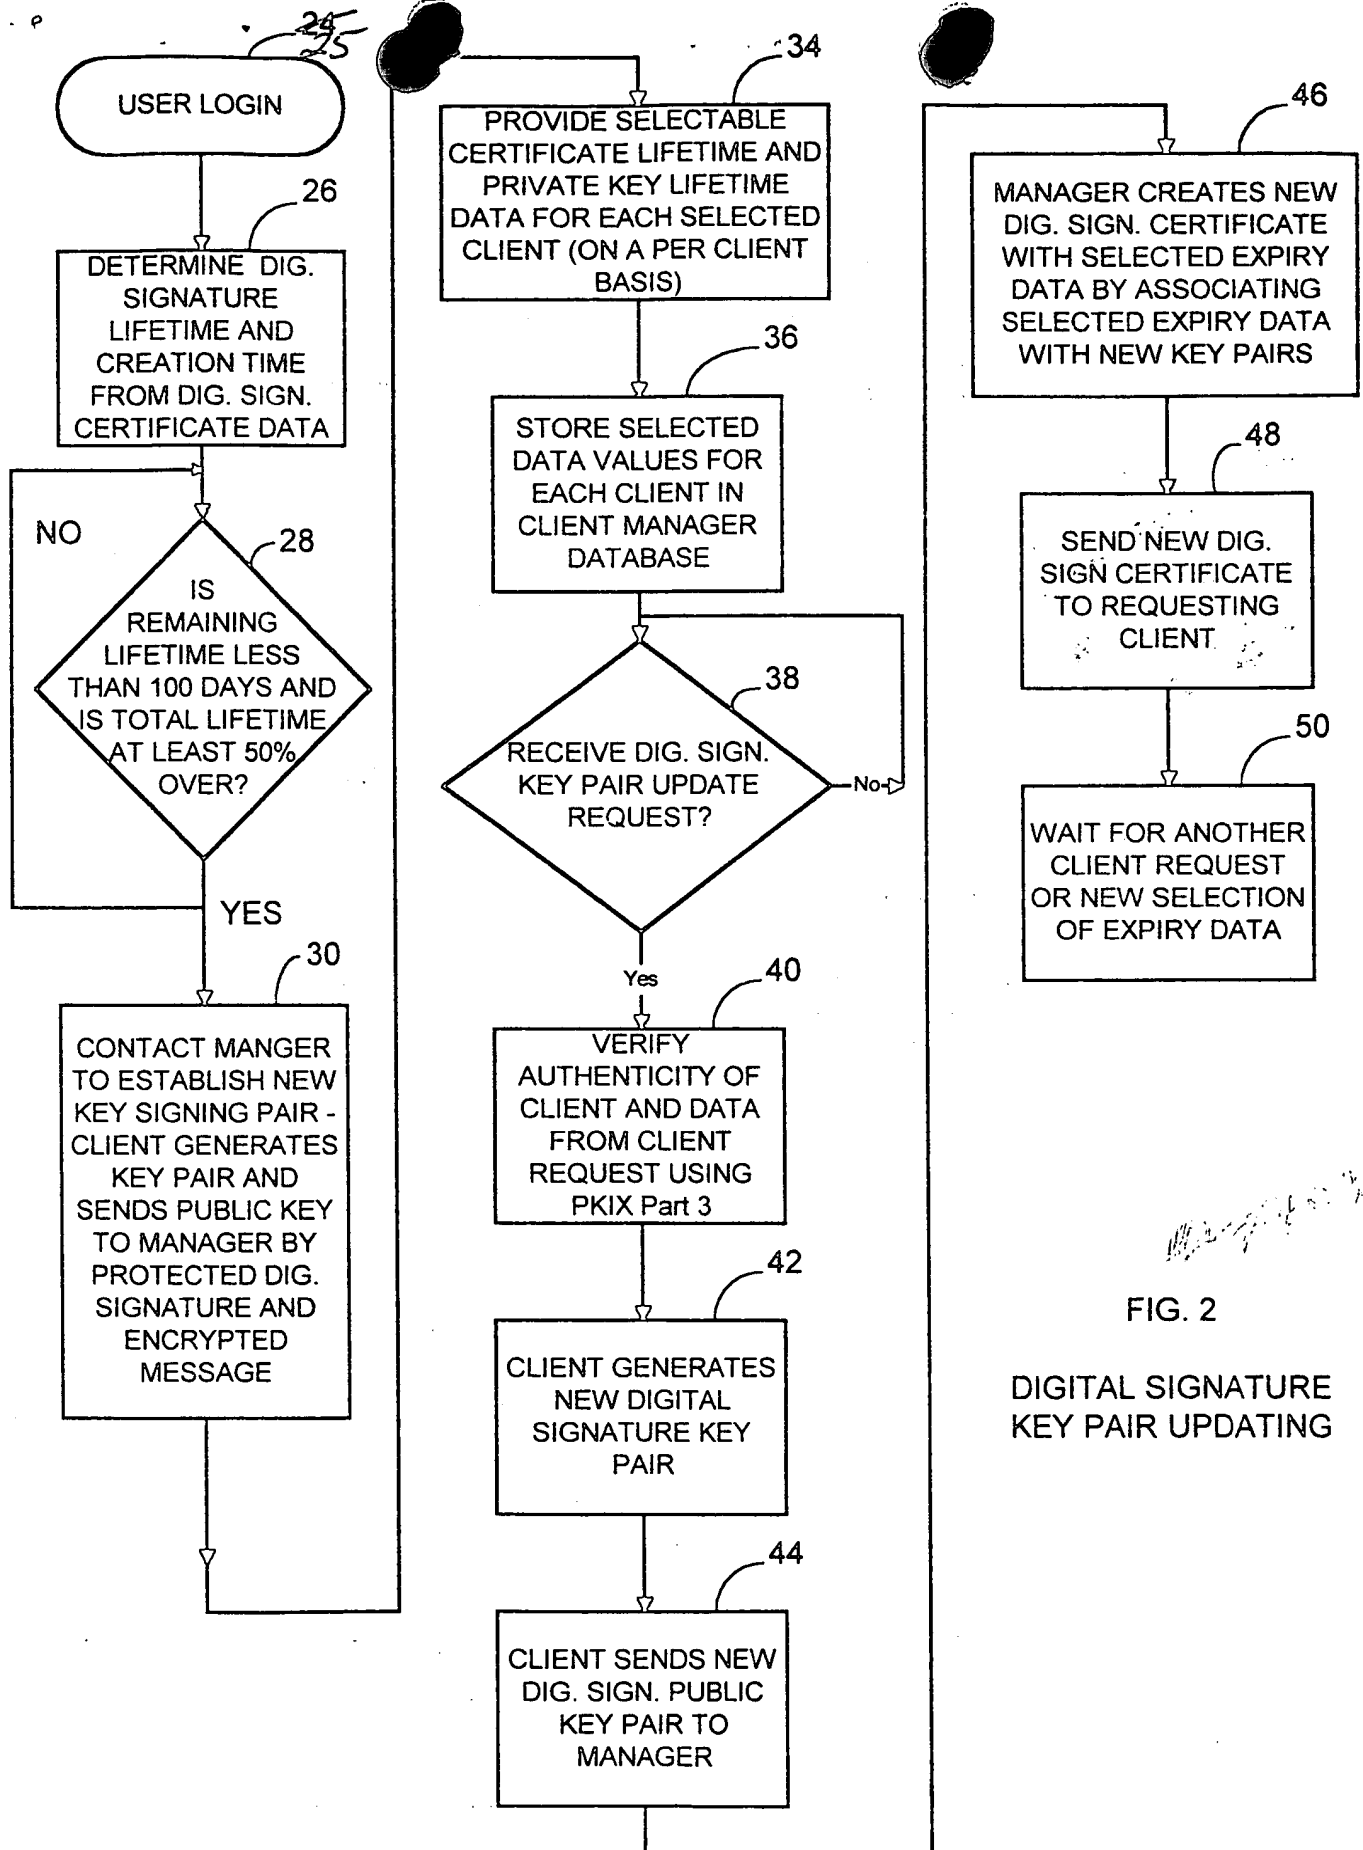 25
USER LOGIN
26
DETERMINE DIG.
SIGNATURE
LIFETIME AND
CREATION TIME
FROM DIG. SIGN.
CERTIFICATE DATA
NO
28
IS
REMAINING
LIFETIME LESS
THAN 100 DAYS AND
IS TOTAL LIFETIME
AT LEAST 50%
OVER?
YES
30
CONTACT MANGER
TO ESTABLISH NEW
KEY SIGNING PAIR -
CLIENT GENERATES
KEY PAIR AND
SENDS PUBLIC KEY
TO MANAGER BY
PROTECTED DIG.
SIGNATURE AND
ENCRYPTED
MESSAGE
34
PROVIDE SELECTABLE
CERTIFICATE LIFETIME AND
PRIVATE KEY LIFETIME
DATA FOR EACH SELECTED
CLIENT (ON A PER CLIENT
BASIS)
36
STORE SELECTED
DATA VALUES FOR
EACH CLIENT IN
CLIENT MANAGER
DATABASE
38
RECEIVE DIG. SIGN.
KEY PAIR UPDATE
REQUEST?
No
Yes
40
VERIFY
AUTHENTICITY OF
CLIENT AND DATA
FROM CLIENT
REQUEST USING
PKIX Part 3
42
CLIENT GENERATES
NEW DIGITAL
SIGNATURE KEY
PAIR
44
CLIENT SENDS NEW
DIG. SIGN. PUBLIC
KEY PAIR TO
MANAGER
46
MANAGER CREATES NEW
DIG. SIGN. CERTIFICATE
WITH SELECTED EXPIRY
DATA BY ASSOCIATING
SELECTED EXPIRY DATA
WITH NEW KEY PAIRS
48
SEND NEW DIG.
SIGN CERTIFICATE
TO REQUESTING
CLIENT
50
WAIT FOR ANOTHER
CLIENT REQUEST
OR NEW SELECTION
OF EXPIRY DATA
FIG. 2
DIGITAL SIGNATURE
KEY PAIR UPDATING